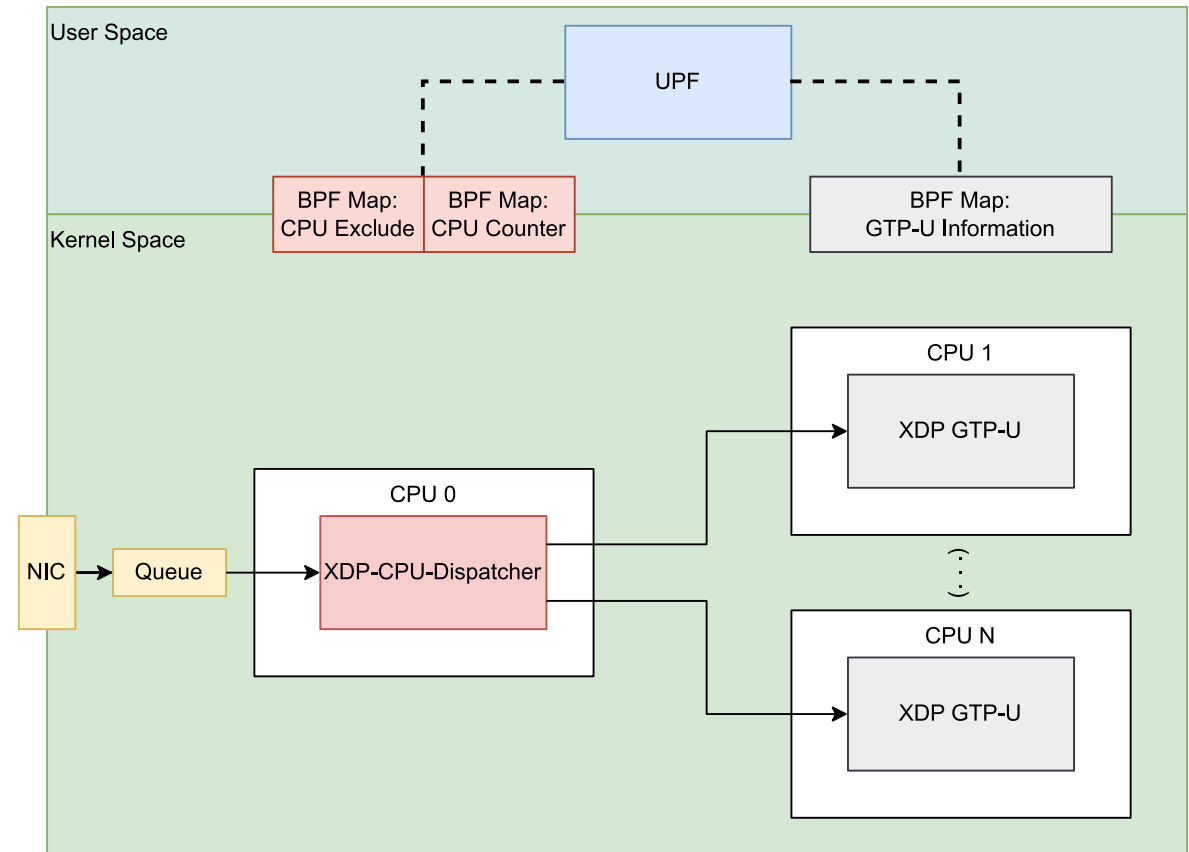 User Space
UPF
BPF Map:
CPU Exclude
BPF Map:
CPU Counter
BPF Map:
GTP-U Information
Kernel Space
CPU 1
XDP GTP-U
CPU 0
XDP-CPU-Dispatcher
NIC
Queue
(...)
CPU N
XDP GTP-U